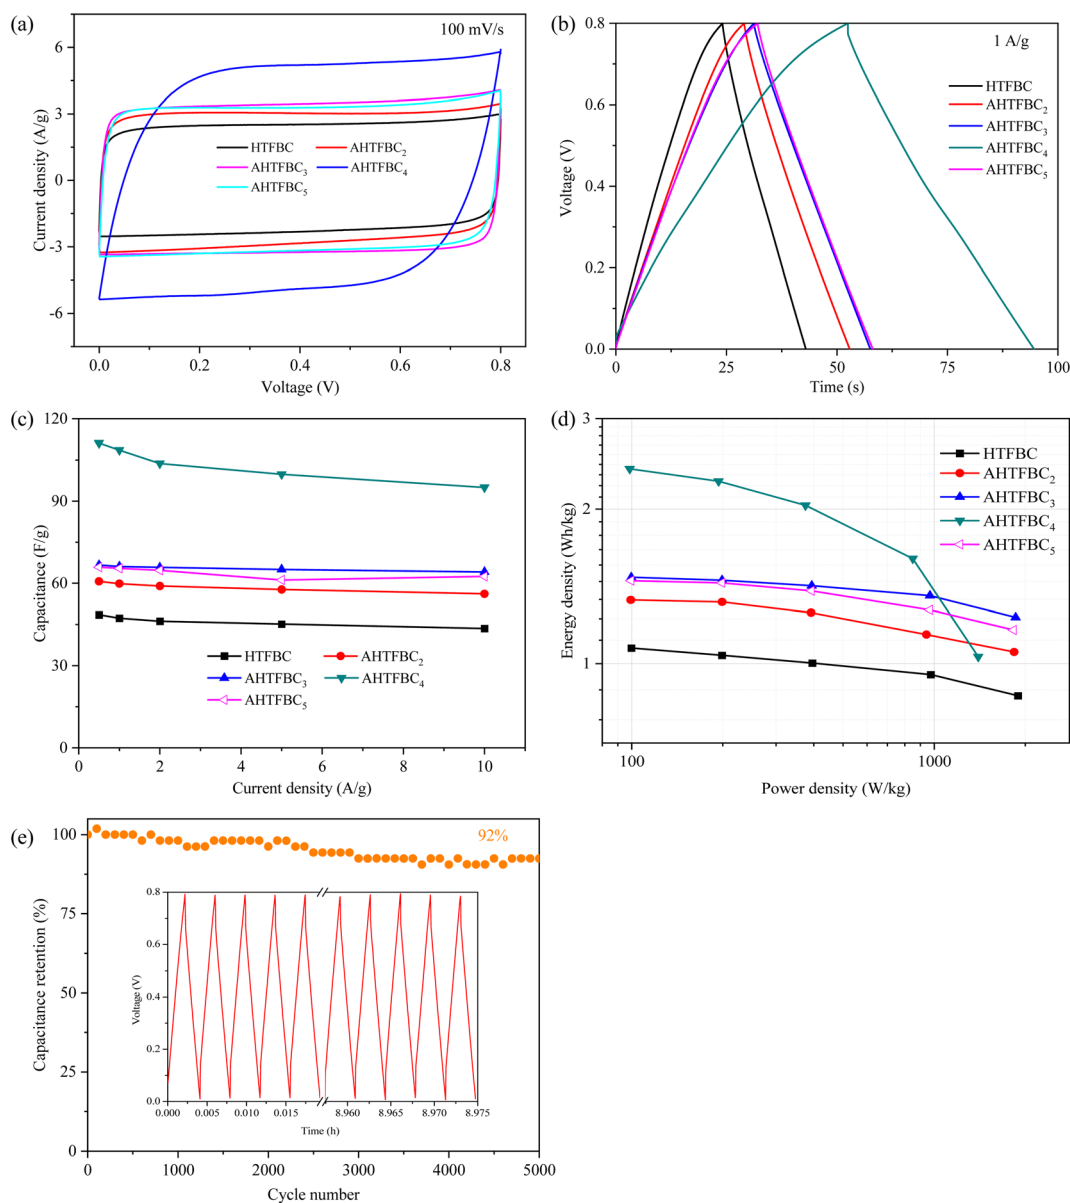 (a)
100 mV/s
6
3
0
-3
-6
Current density (A/g)
HTFBC
AHTFBC₂
AHTFBC₃
AHTFBC₄
AHTFBC₅
0.0
0.2
0.4
0.6
0.8
Voltage (V)
(b)
1 A/g
0.8
0.6
0.4
0.2
0.0
Voltage (V)
HTFBC
AHTFBC₂
AHTFBC₃
AHTFBC₄
AHTFBC₅
0
25
50
75
100
Time (s)
(c)
120
90
60
30
0
Capacitance (F/g)
HTFBC
AHTFBC₂
AHTFBC₃
AHTFBC₄
AHTFBC₅
0
2
4
6
8
10
Current density (A/g)
(d)
3
2
1
Energy density (Wh/kg)
HTFBC
AHTFBC₂
AHTFBC₃
AHTFBC₄
AHTFBC₅
100
1000
Power density (W/kg)
(e)
100
75
50
25
0
Capacitance retention (%)
92%
0.8
0.6
0.4
0.2
0.0
Voltage (V)
0.000
0.005
0.010
0.015
8.960
8.965
8.970
8.975
Time (h)
0
1000
2000
3000
4000
5000
Cycle number